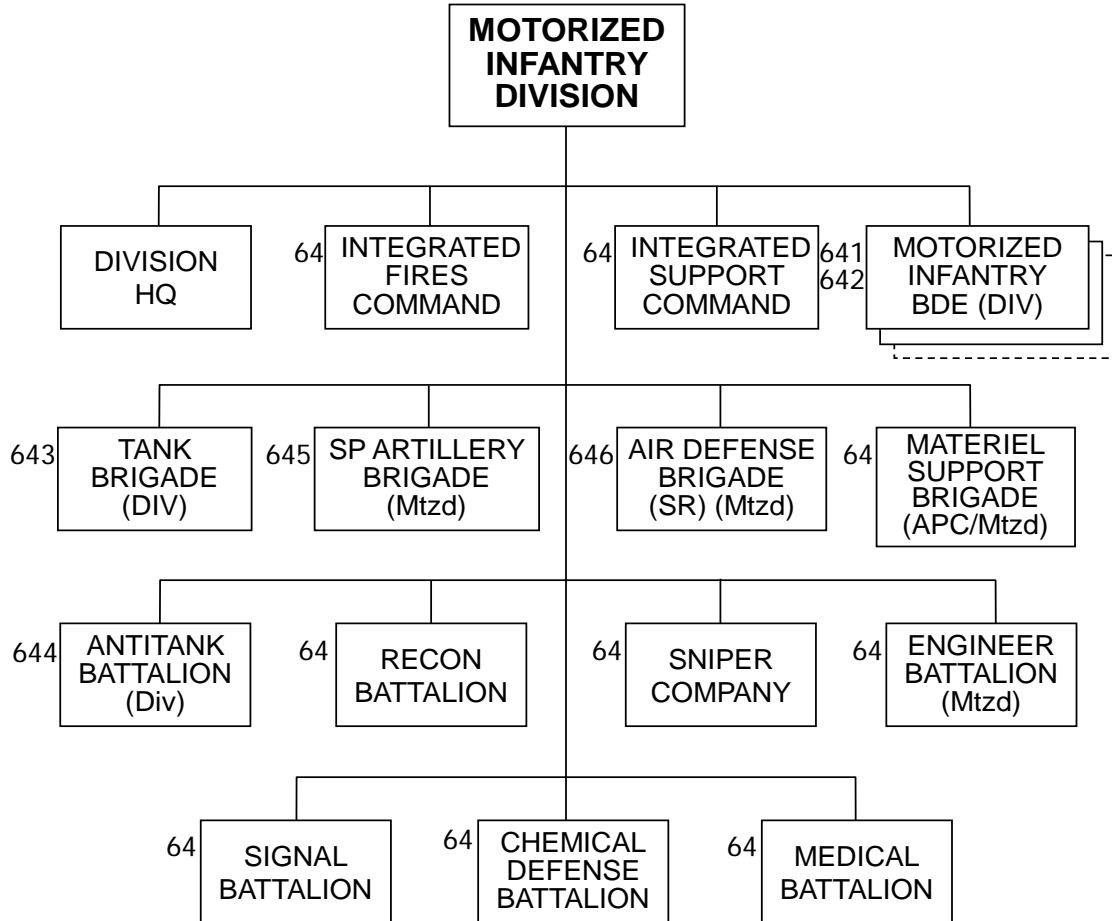 MOTORIZED
INFANTRY
DIVISION
DIVISION
HQ
64
INTEGRATED
FIRES
COMMAND
64
INTEGRATED
SUPPORT
COMMAND
641
642
MOTORIZED
INFANTRY
BDE (DIV)
643
TANK
BRIGADE
(DIV)
645
SP ARTILLERY
BRIGADE
(Mtzd)
646
AIR DEFENSE
BRIGADE
(SR) (Mtzd)
64
MATERIEL
SUPPORT
BRIGADE
(APC/Mtzd)
644
ANTITANK
BATTALION
(Div)
64
RECON
BATTALION
64
SNIPER
COMPANY
64
ENGINEER
BATTALION
(Mtzd)
64
SIGNAL
BATTALION
64
CHEMICAL
DEFENSE
BATTALION
64
MEDICAL
BATTALION